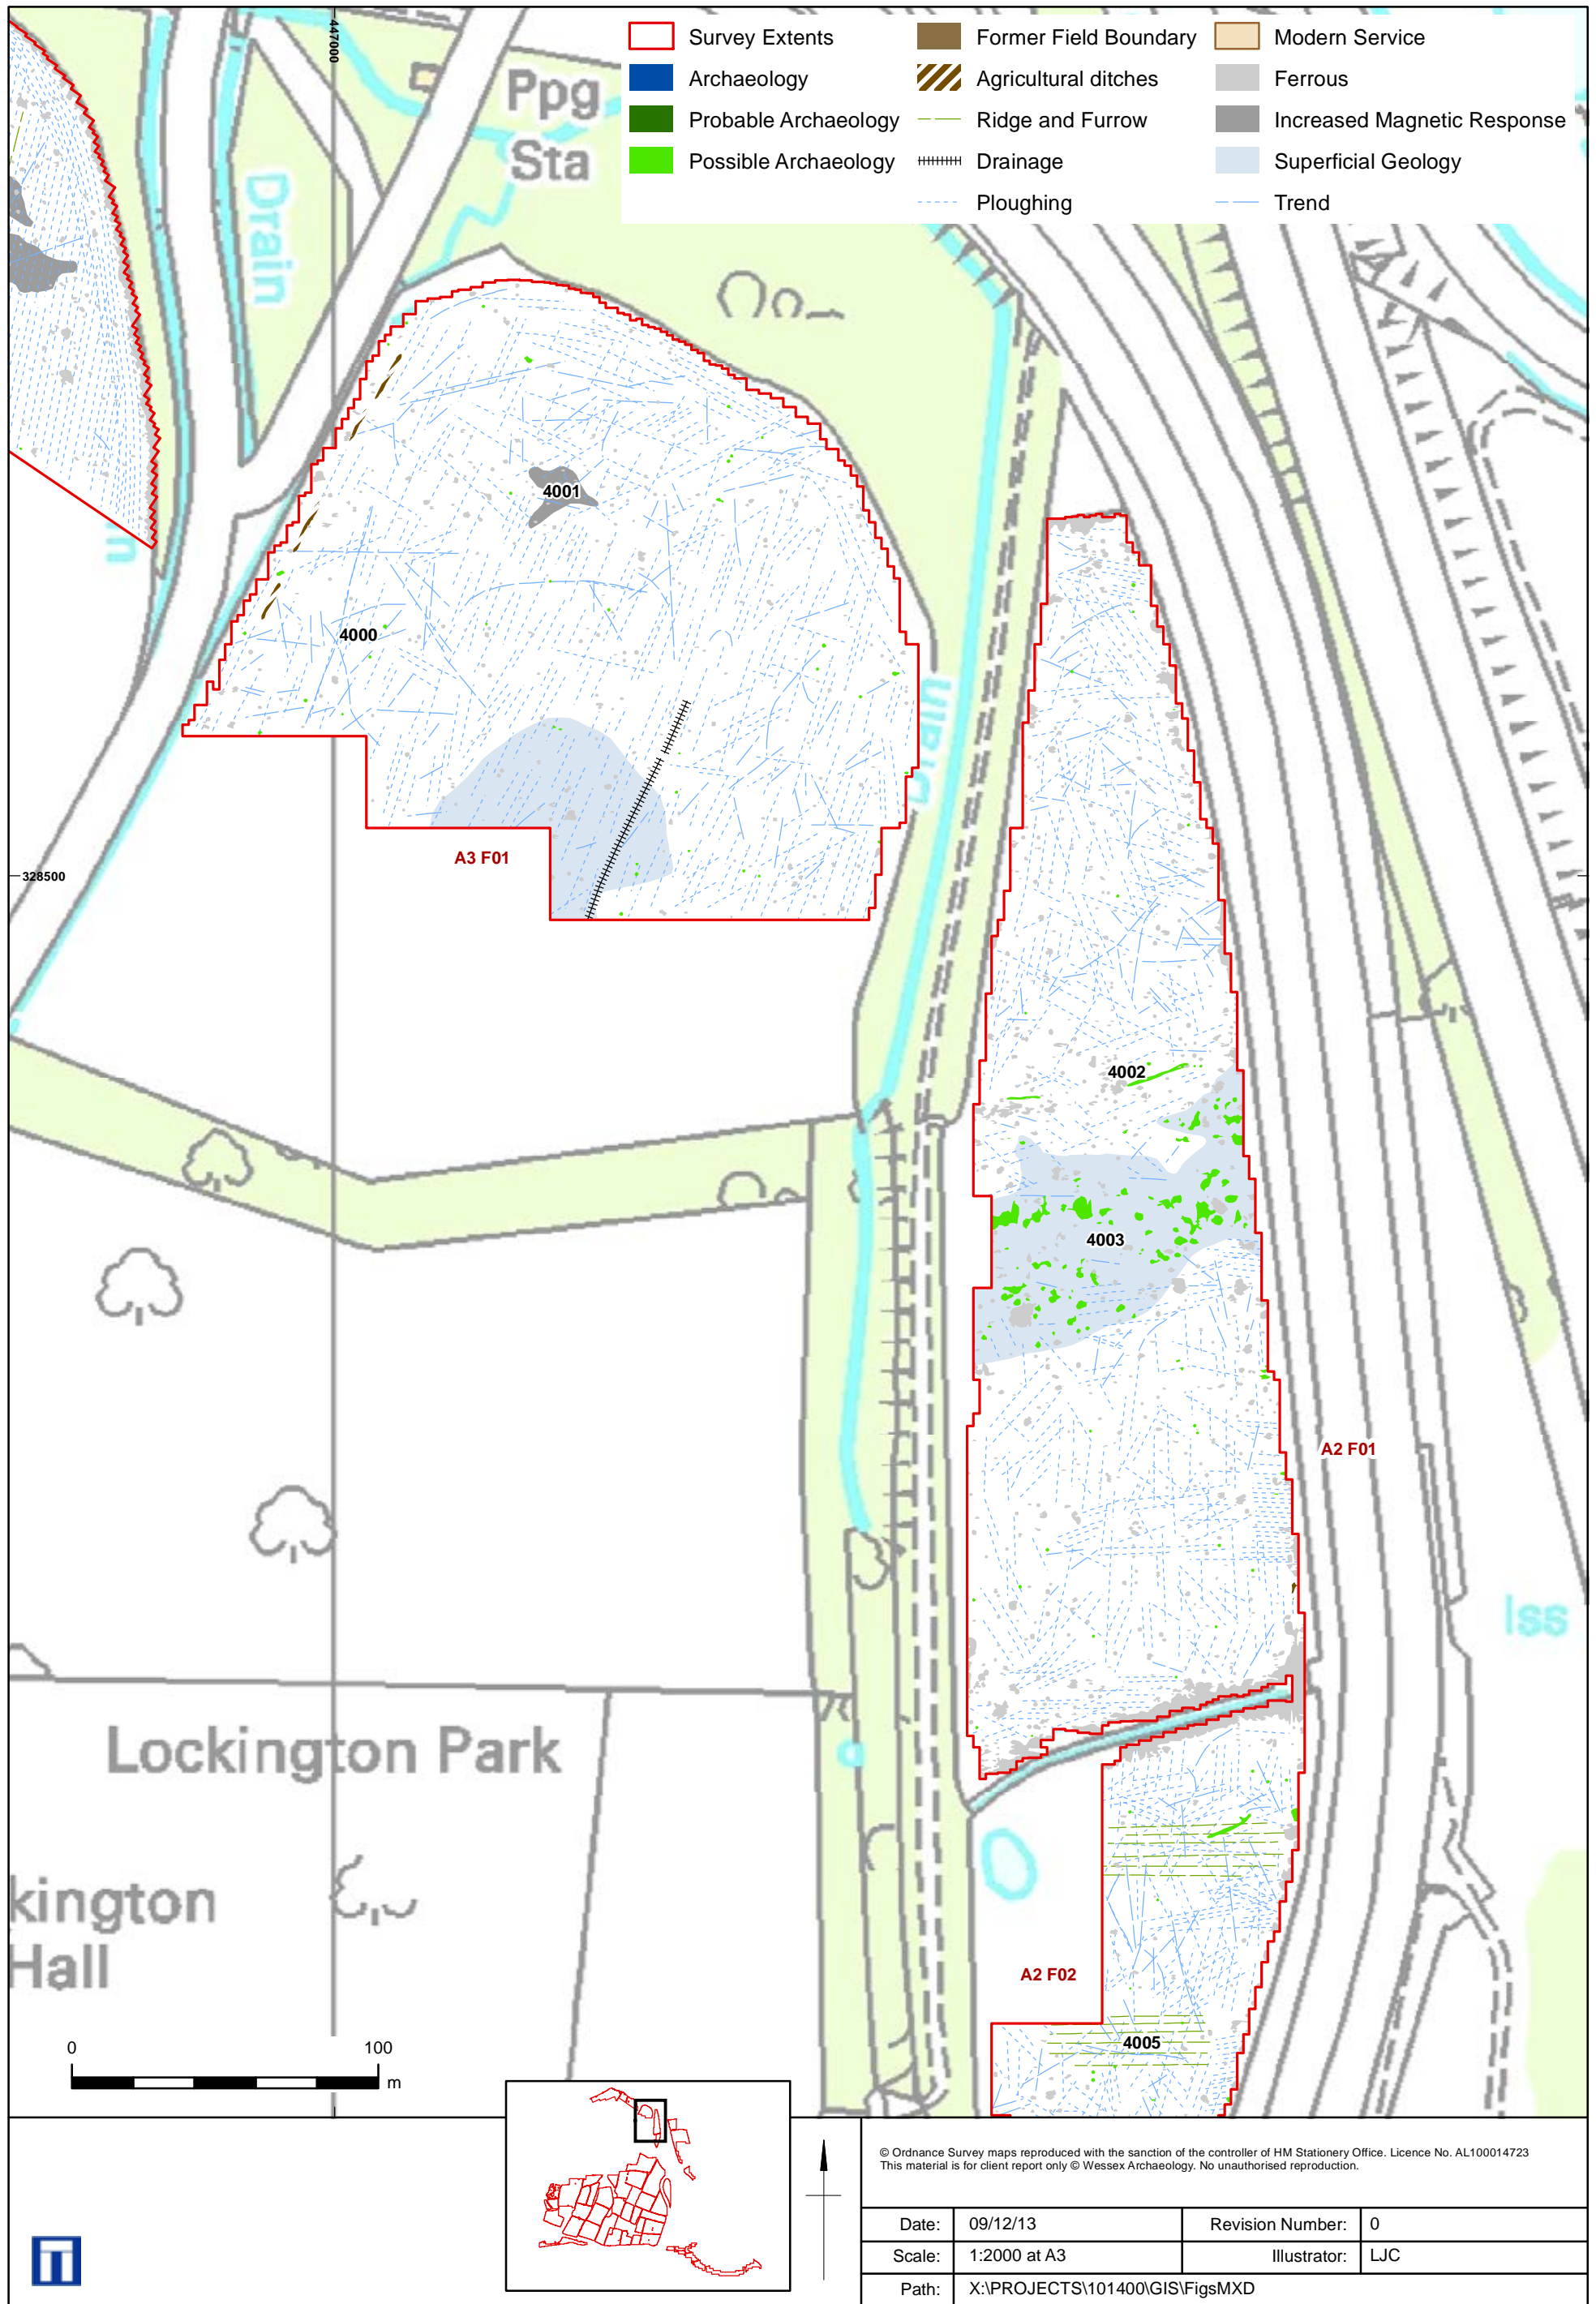 447000
Survey Extents
Archaeology
Probable Archaeology
Possible Archaeology
Former Field Boundary
Agricultural ditches
Ridge and Furrow
Drainage
Ploughing
Modern Service
Ferrous
Increased Magnetic Response
Superficial Geology
Trend
Ppg
Sta
Drain
n
4001
4000
Drain
A3 F01
328500
4002
4003
A2 F01
Iss
Lockington Park
kington
Hall
A2 F02
4005
0 100
m
© Ordnance Survey maps reproduced with the sanction of the controller of HM Stationery Office. Licence No. AL100014723
This material is for client report only © Wessex Archaeology. No unauthorised reproduction.
Date: 09/12/13 Revision Number: 0
Scale: 1:2000 at A3 Illustrator: LJC
Path: X:\PROJECTS\101400\GIS\FigsMXD